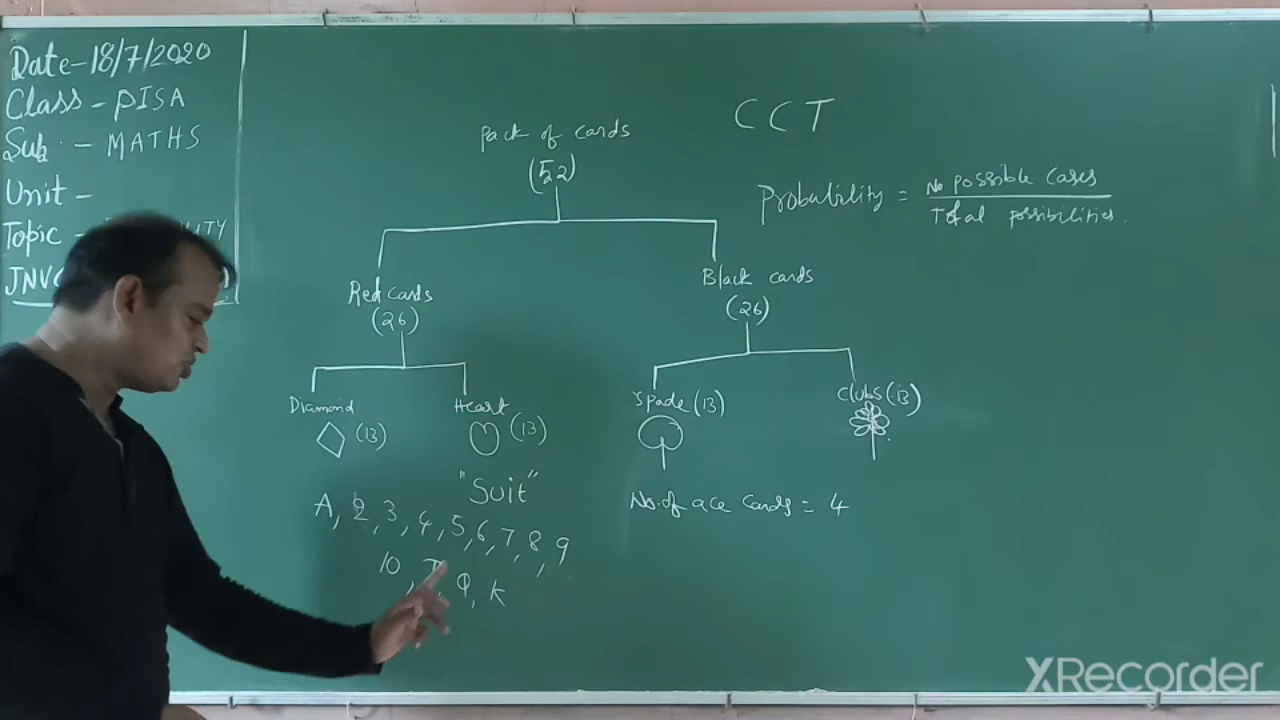 Date-18/7/2020
Class - PISA
Sub - MATHS
Unit -
Topic -
CCT
Pack of cards
(52)
Probability = No possible cases
Total possibilities.
Red cards
(26)
Black cards
(26)
Diamond
(13)
Heart
(13)
Spade (13)
Clubs (13)
"Suit"
A, 2, 3, 4, 5, 6, 7, 8, 9
10, J, Q, K
No. of ace cards = 4
XRecorder